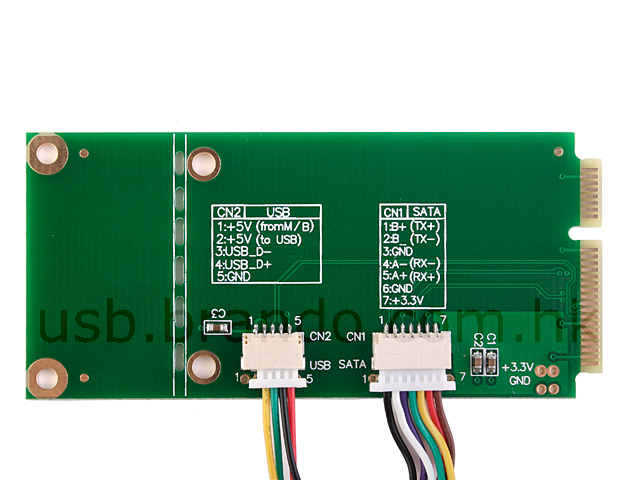 CN2 USB
1:+5V (fromM/B)
2:+5V (to USB)
3:USB_D-
4:USB_D+
5:GND
CN1 SATA
1:B+ (TX+)
2:B_ (TX-)
3:GND
4:A- (RX-)
5:A+ (RX+)
6:GND
7:+3.3V
usb.brando.com.hk
C3
1 5
CN2
CN1
1 7
USB
SATA
1 5
1 7
C2
C1
+3.3V
GND